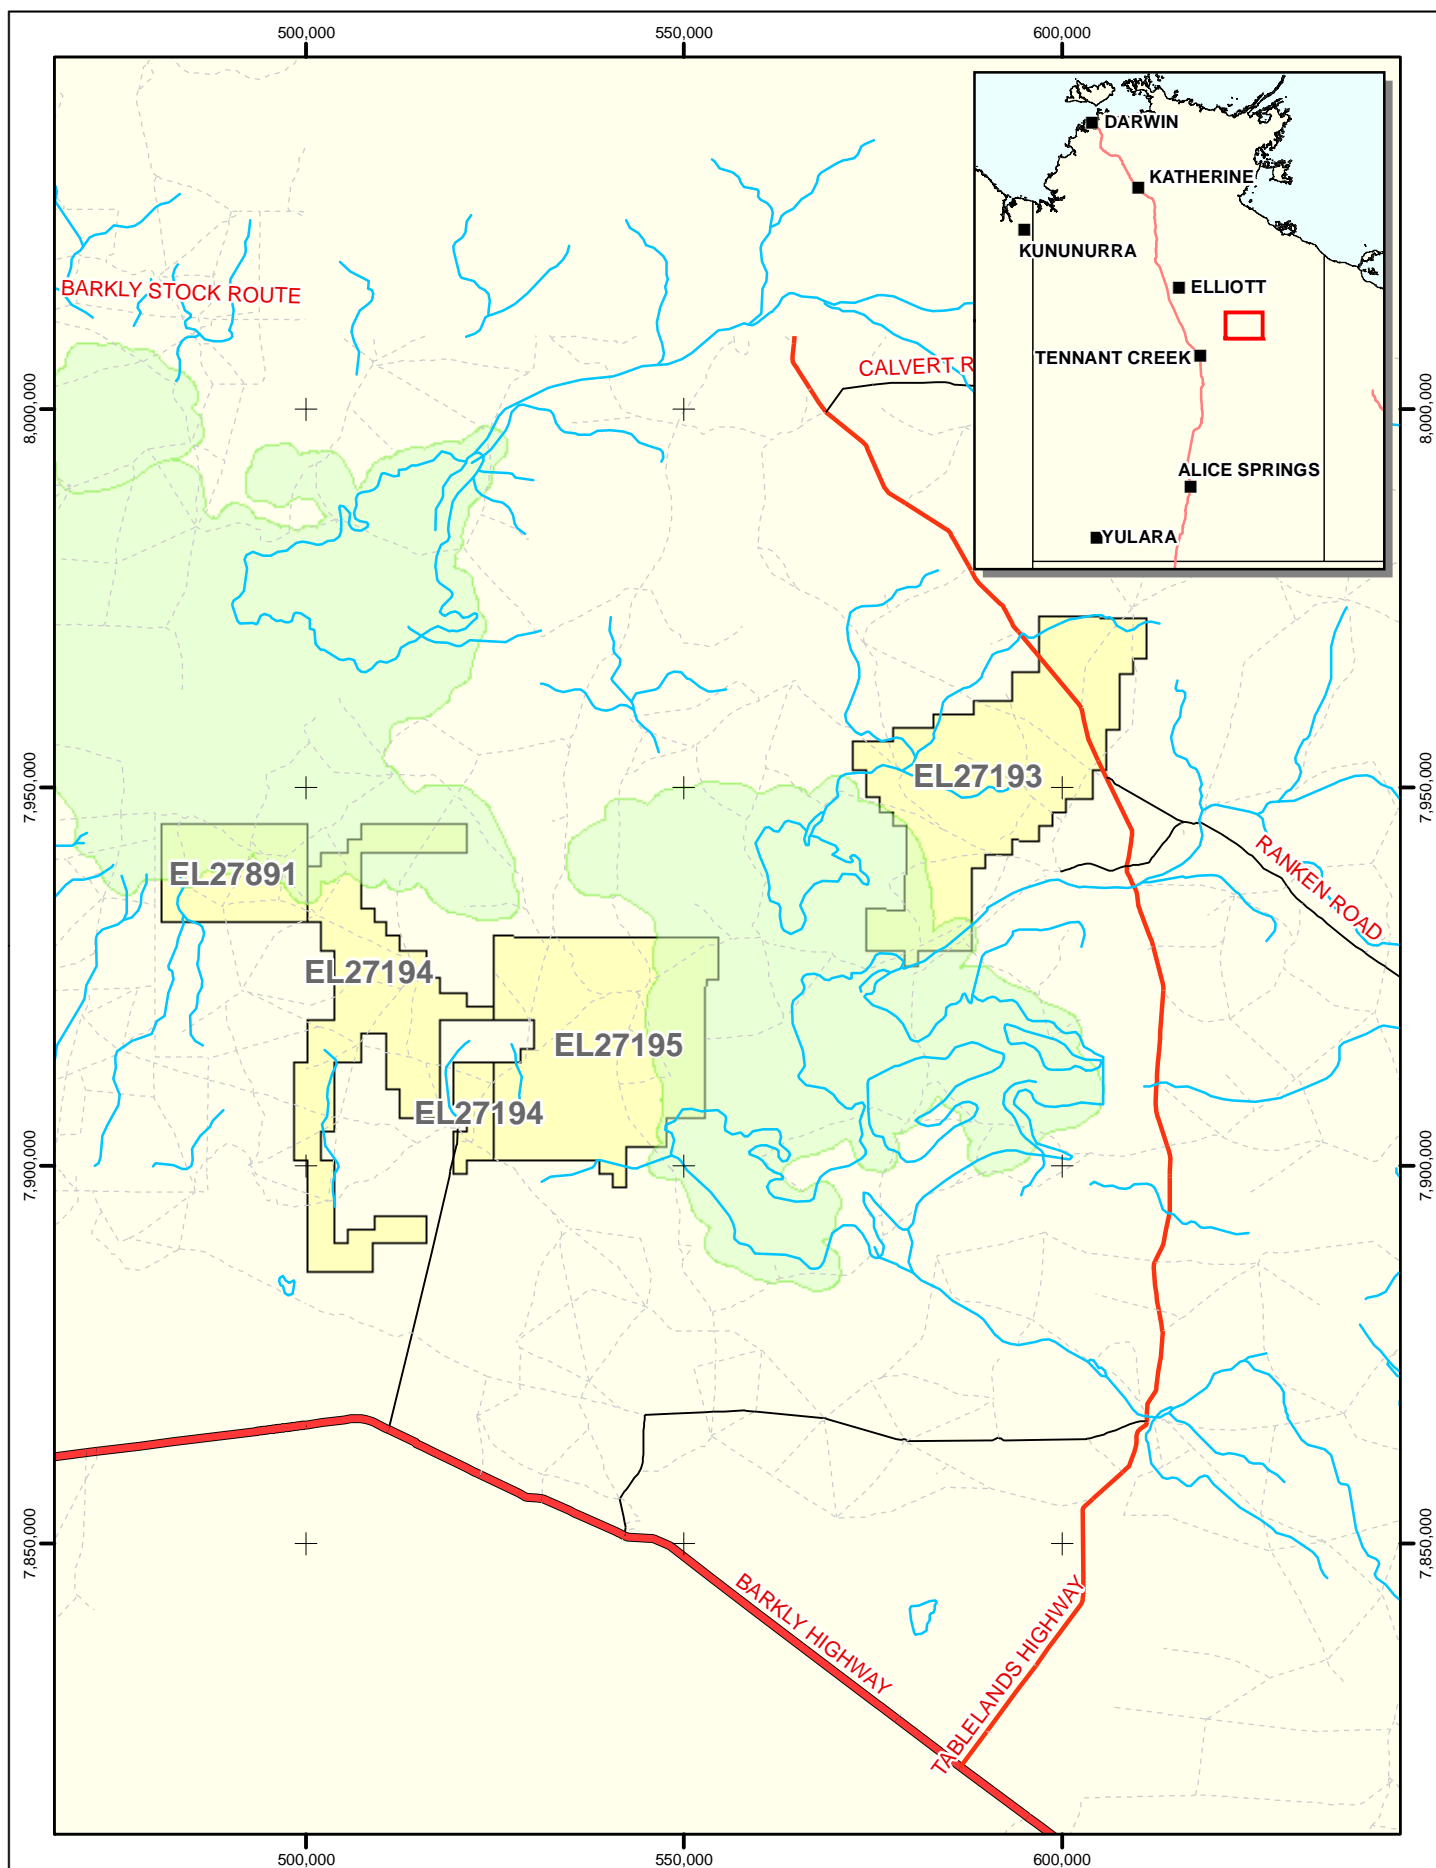 500,000
550,000
600,000
DARWIN
KATHERINE
KUNUNURRA
ELLIOTT
TENNANT CREEK
ALICE SPRINGS
YULARA
BARKLY STOCK ROUTE
CALVERT R
8,000,000
8,000,000
EL27193
7,950,000
7,950,000
RANKEN ROAD
EL27891
EL27194
EL27195
EL27194
7,900,000
7,900,000
7,850,000
7,850,000
BARKLY HIGHWAY
TABLELANDS HIGHWAY
500,000
550,000
600,000